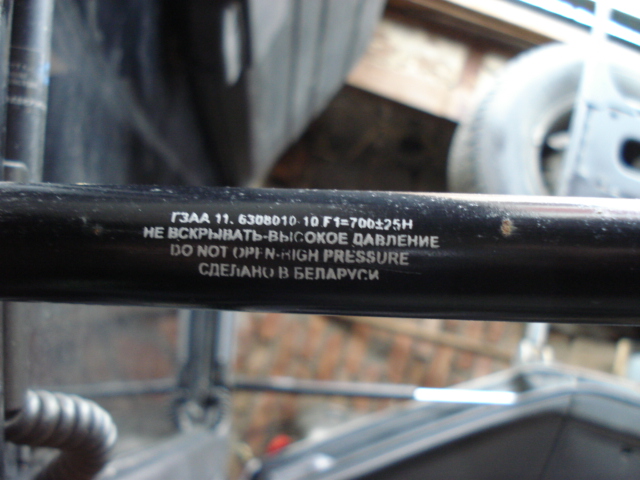 ГЗАА 11. 6308010-10 F1=700±25Н
НЕ ВСКРЫВАТЬ-ВЫСОКОЕ ДАВЛЕНИЕ
DO NOT OPEN-HIGH PRESSURE
СДЕЛАНО В БЕЛАРУСИ